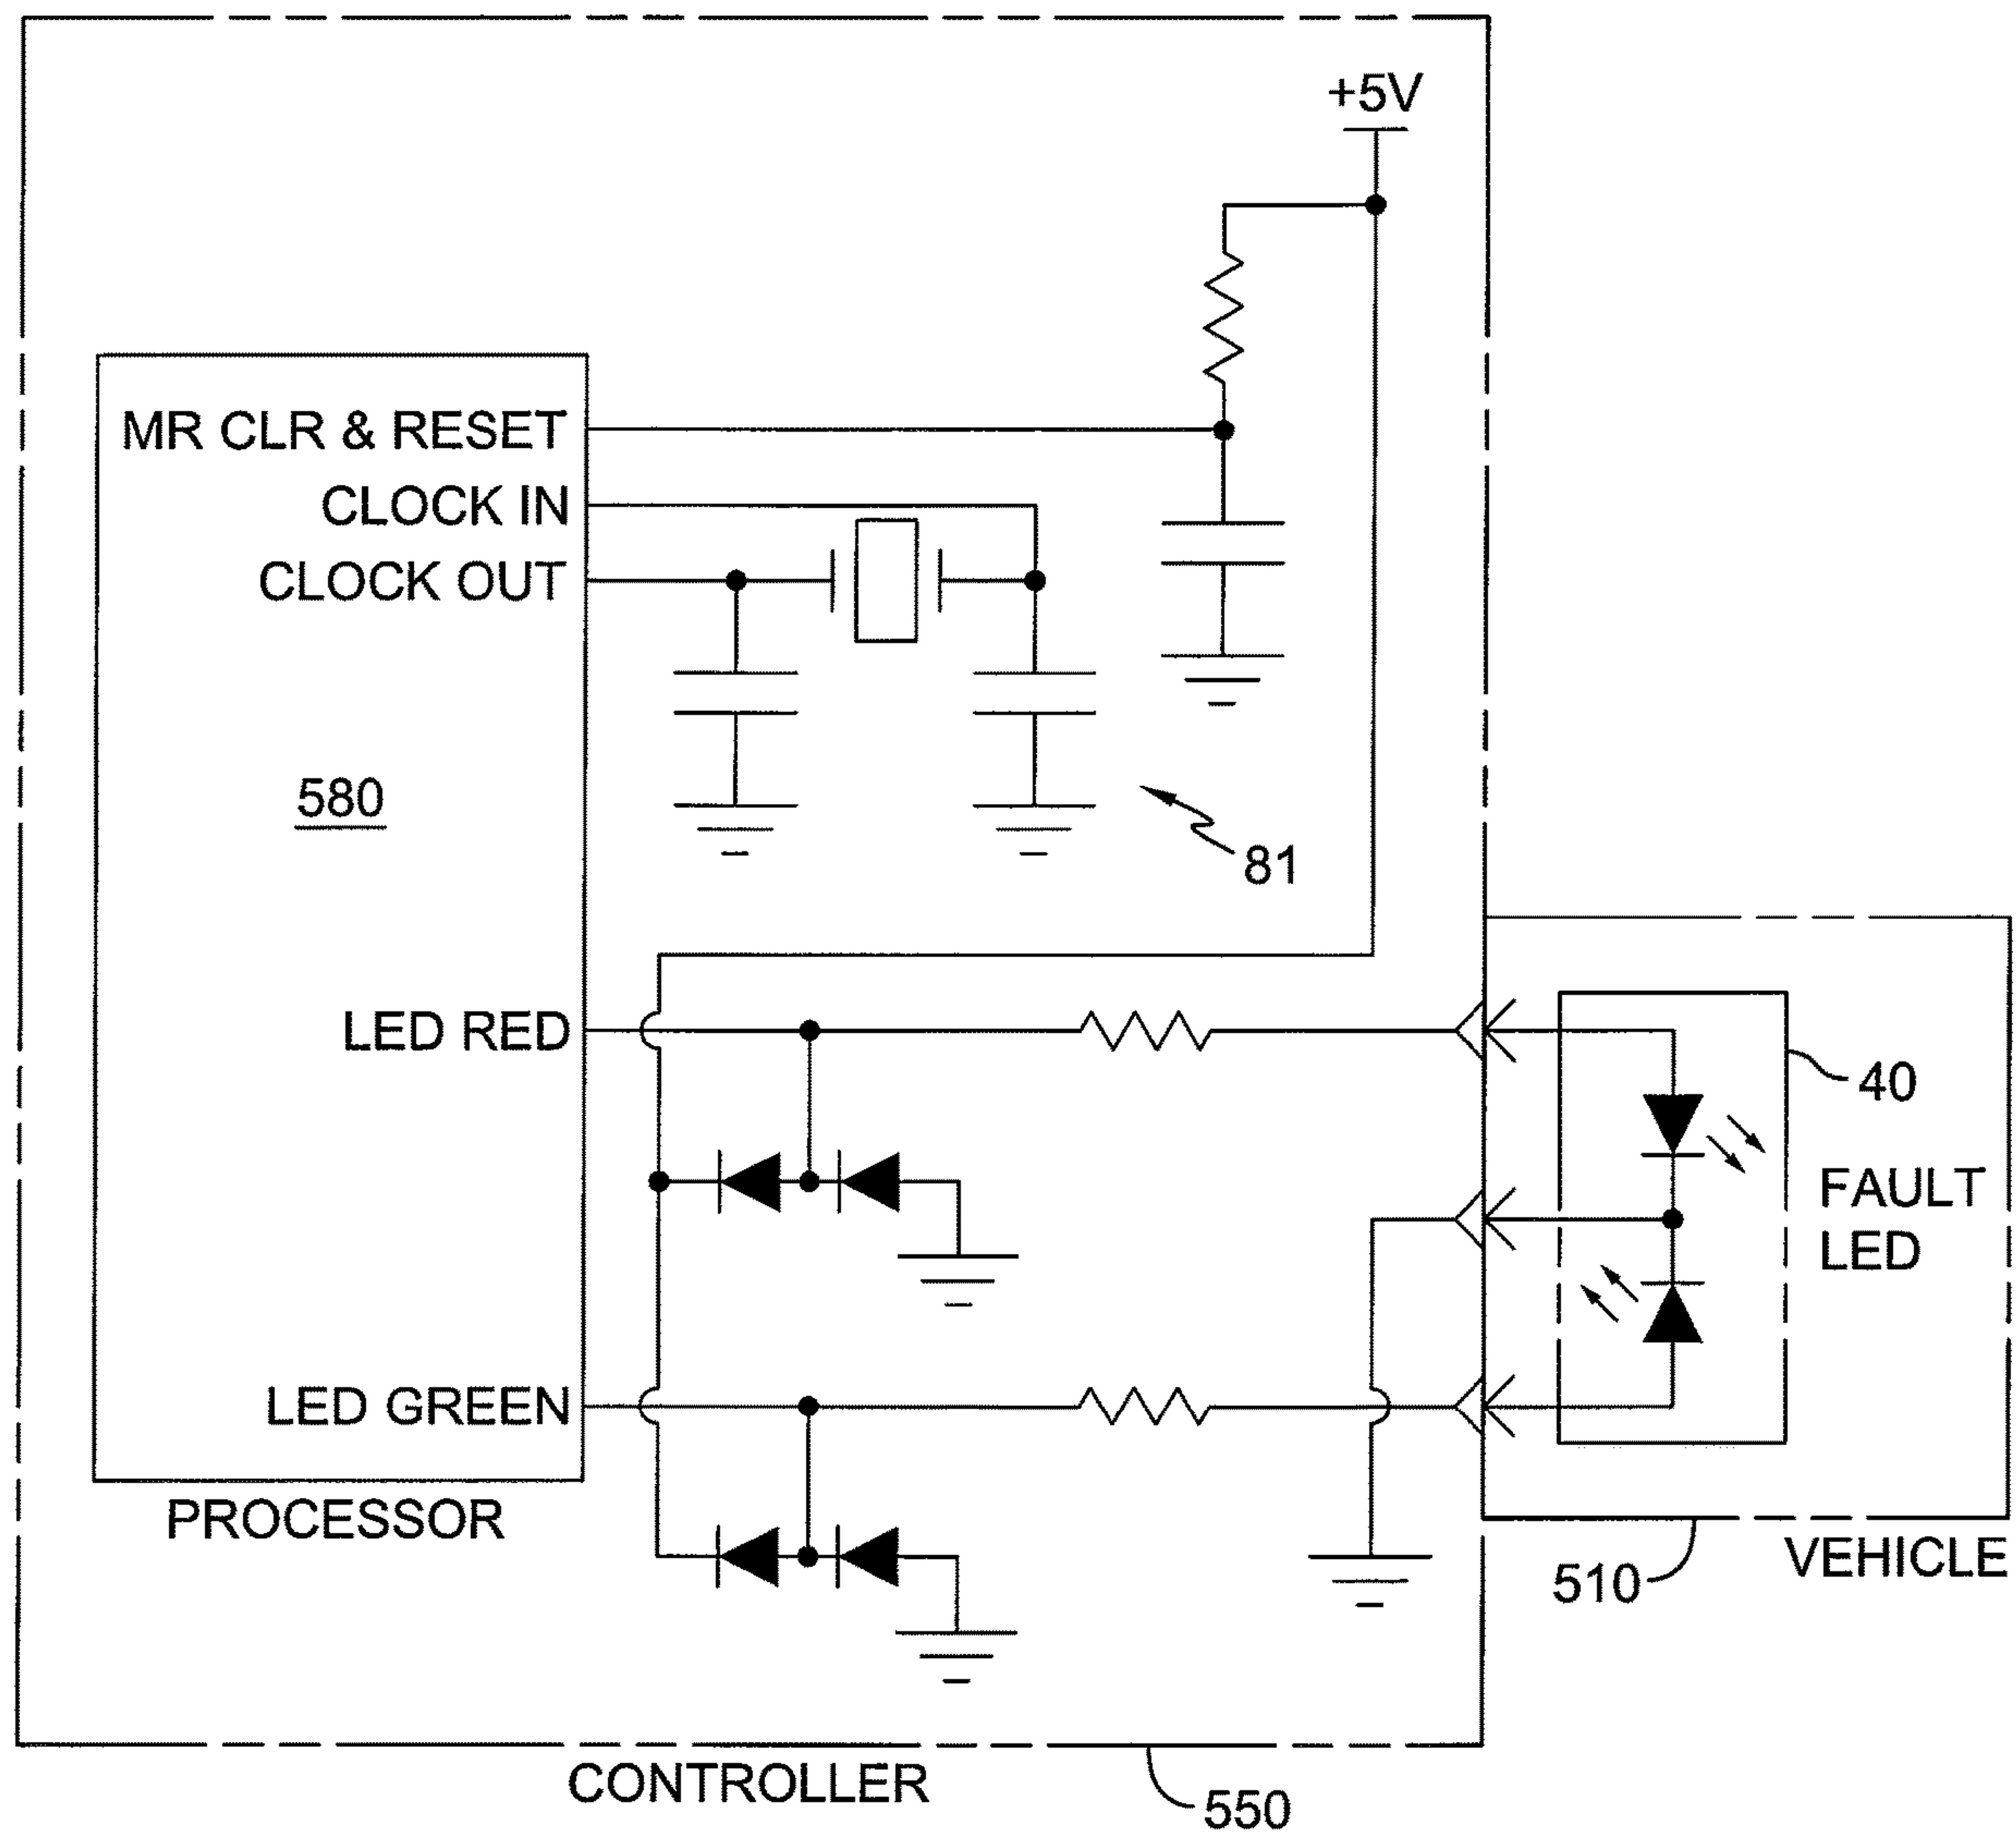 +5V
MR CLR & RESET
CLOCK IN
CLOCK OUT
580
81
LED RED
40
FAULT
LED
LED GREEN
PROCESSOR
510
VEHICLE
CONTROLLER
550